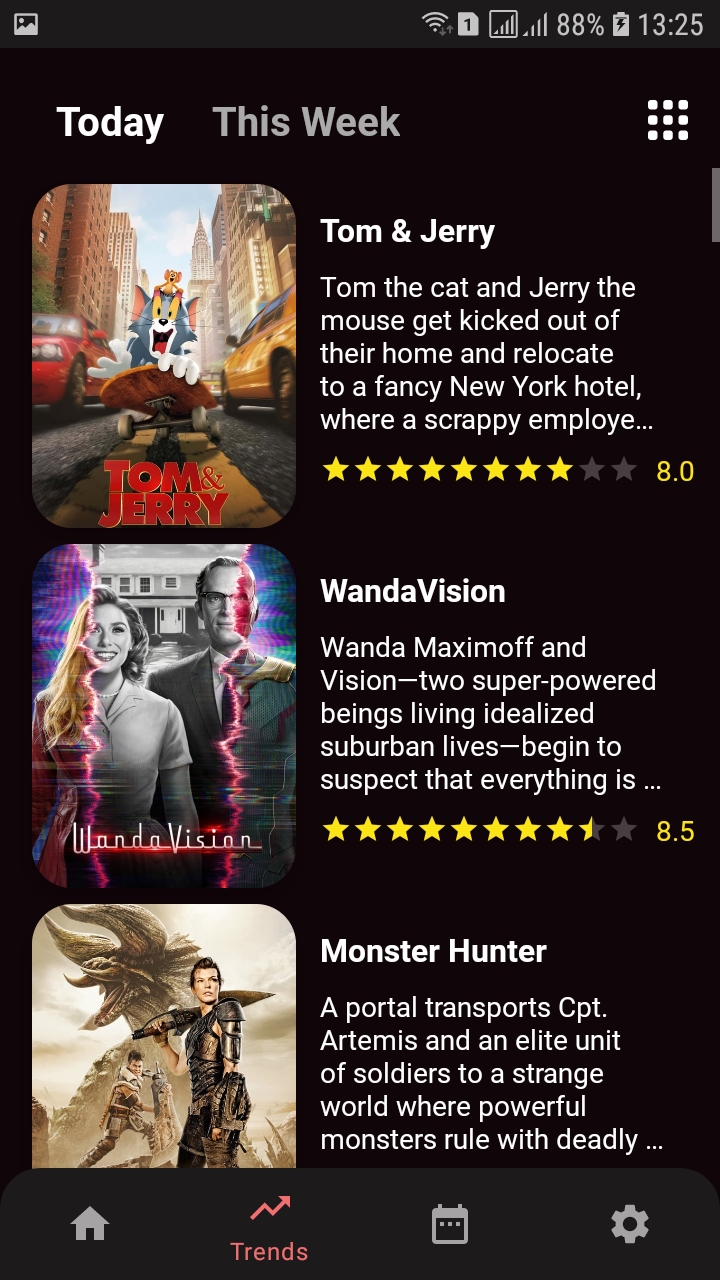 1 88% 13:25
Today This Week
Tom & Jerry
Tom the cat and Jerry the
mouse get kicked out of
their home and relocate
to a fancy New York hotel,
where a scrappy employe…
8.0
TOM&
JERRY
WandaVision
Wanda Maximoff and
Vision—two super-powered
beings living idealized
suburban lives—begin to
suspect that everything is …
8.5
WandaVision
Monster Hunter
A portal transports Cpt.
Artemis and an elite unit
of soldiers to a strange
world where powerful
monsters rule with deadly …
Trends